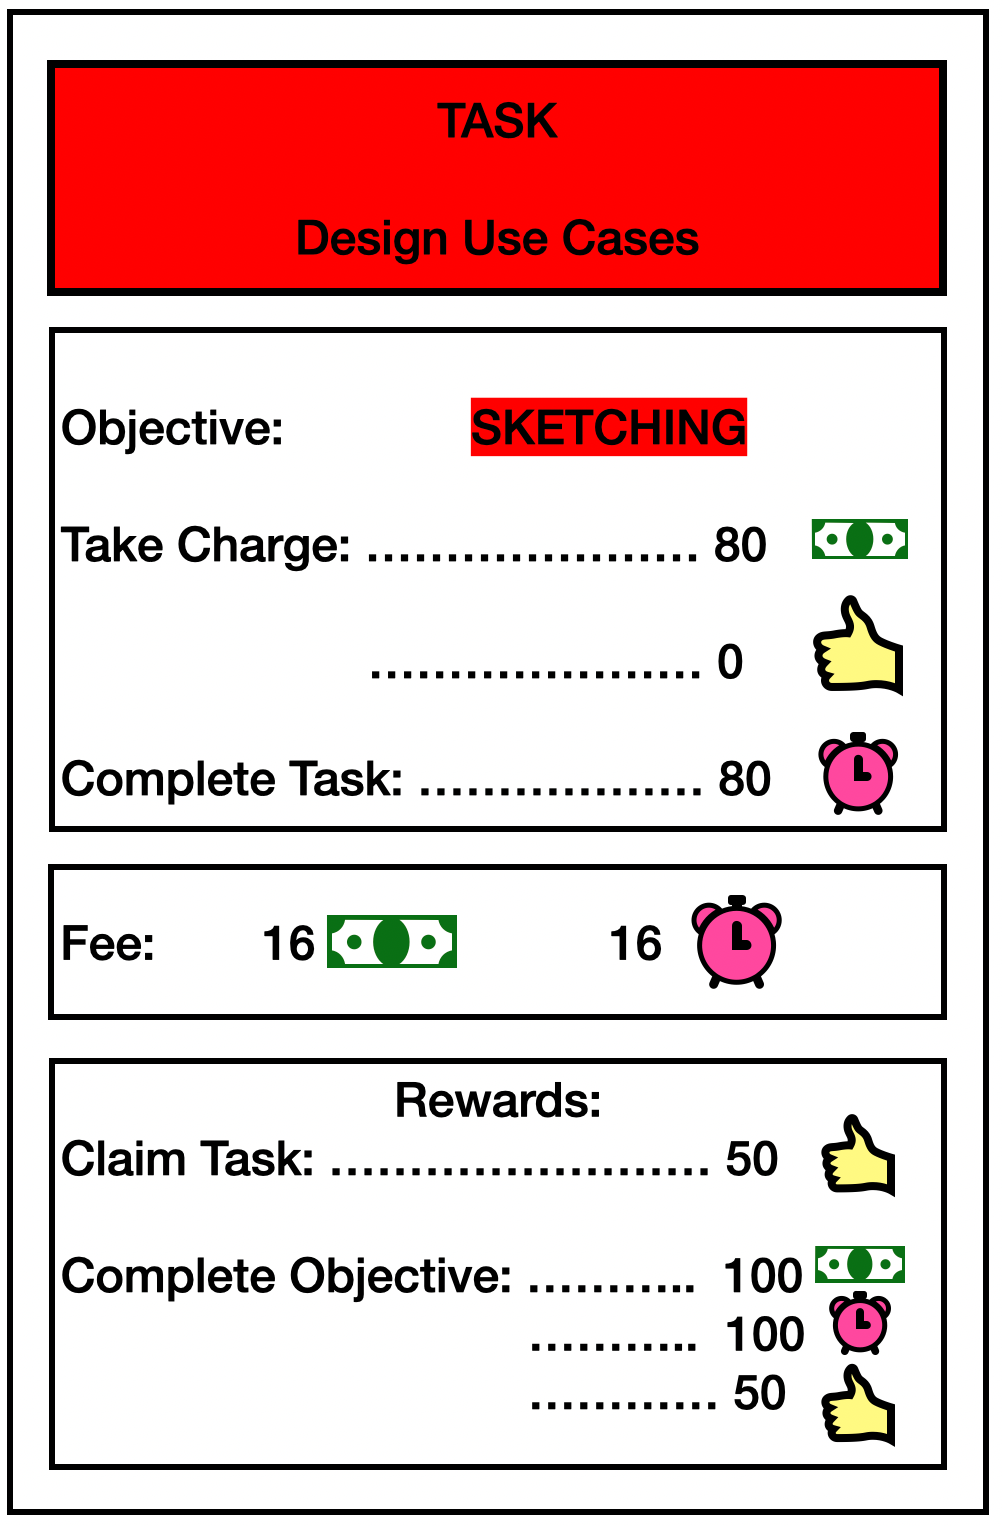 TASK
Design Use Cases
Objective: SKETCHING
Take Charge: ..................... 80
..................... 0
Complete Task: .................. 80
Fee: 16 16
Rewards:
Claim Task: ........................ 50
Complete Objective: ........... 100
........... 100
............ 50